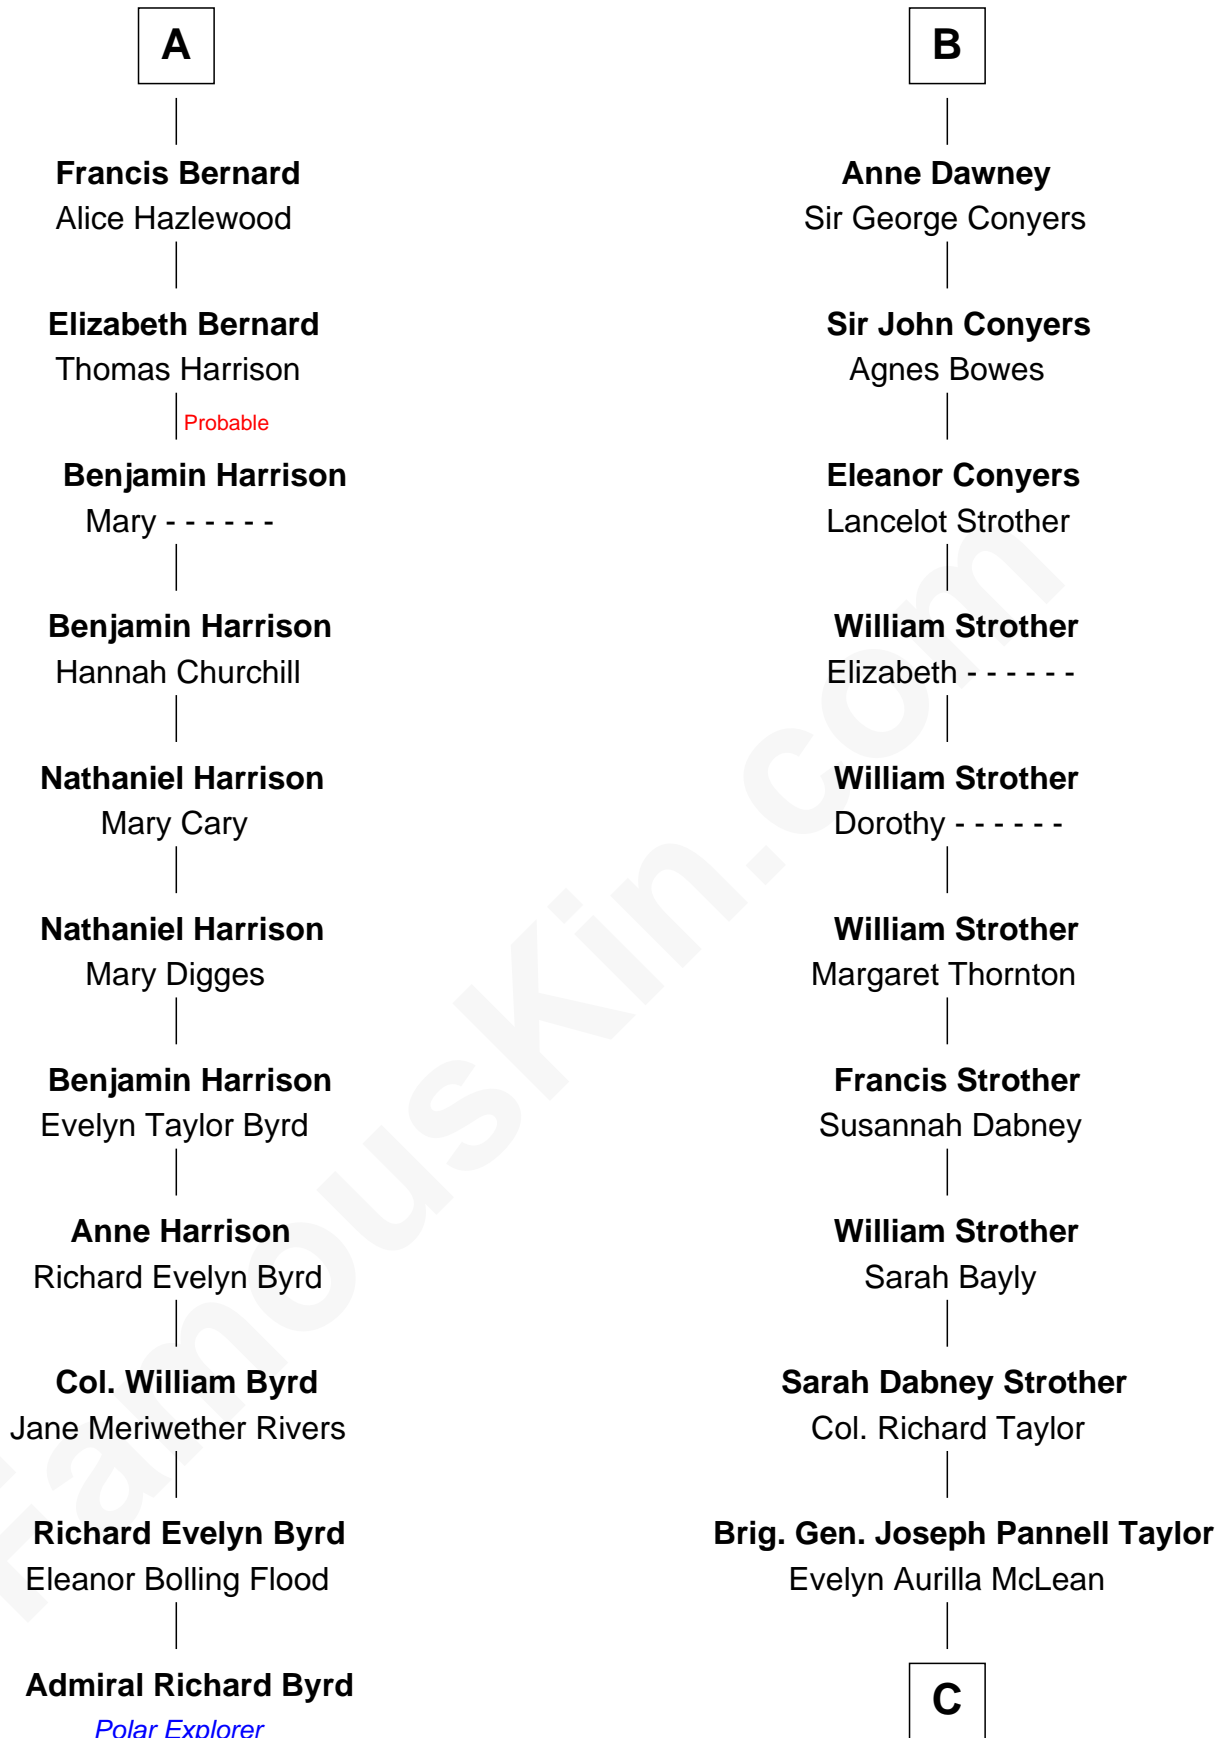 A
Francis Bernard
Alice Hazlewood
Elizabeth Bernard
Thomas Harrison
Probable
Benjamin Harrison
Mary - - - - - -
Benjamin Harrison
Hannah Churchill
Nathaniel Harrison
Mary Cary
Nathaniel Harrison
Mary Digges
Benjamin Harrison
Evelyn Taylor Byrd
Anne Harrison
Richard Evelyn Byrd
Col. William Byrd
Jane Meriwether Rivers
Richard Evelyn Byrd
Eleanor Bolling Flood
Admiral Richard Byrd
Polar Explorer
B
Anne Dawney
Sir George Conyers
Sir John Conyers
Agnes Bowes
Eleanor Conyers
Lancelot Strother
William Strother
Elizabeth - - - - - -
William Strother
Dorothy - - - - - -
William Strother
Margaret Thornton
Francis Strother
Susannah Dabney
William Strother
Sarah Bayly
Sarah Dabney Strother
Col. Richard Taylor
Brig. Gen. Joseph Pannell Taylor
Evelyn Aurilla McLean
C
FamousKin.com